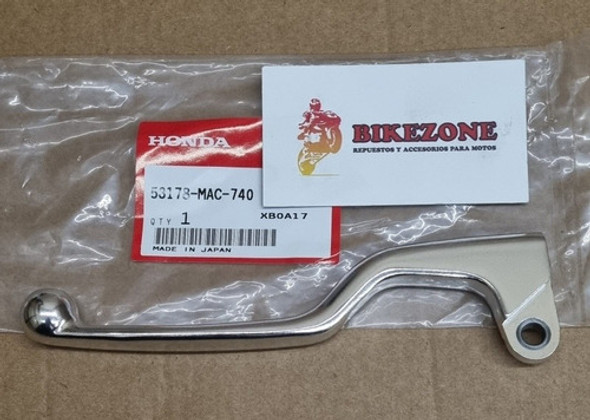 BIKEZONE
REPUESTOS Y ACCESORIOS PARA MOTOS
HONDA
53178-MAC-740
QTY 1 XB0A17
MADE IN JAPAN